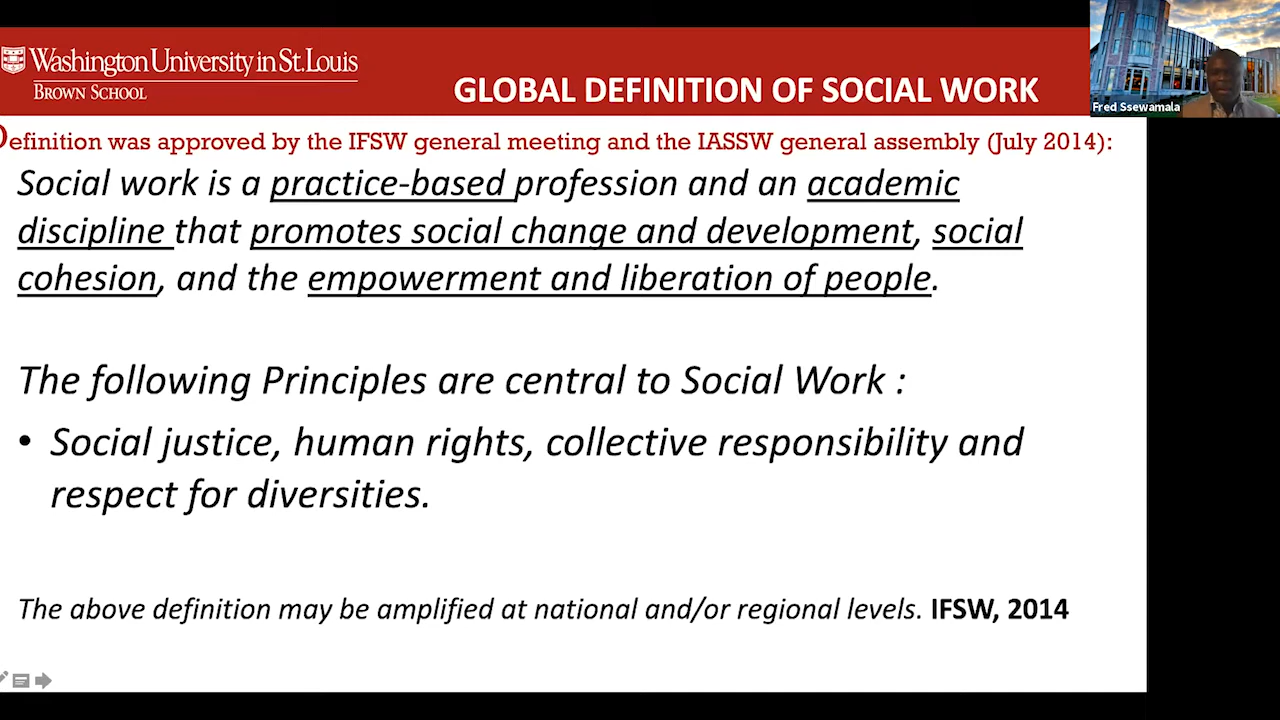 Washington University in St. Louis
BROWN SCHOOL
GLOBAL DEFINITION OF SOCIAL WORK
Fred Ssewamala
Definition was approved by the IFSW general meeting and the IASSW general assembly (July 2014):
Social work is a practice-based profession and an academic
discipline that promotes social change and development, social
cohesion, and the empowerment and liberation of people.
The following Principles are central to Social Work :
• Social justice, human rights, collective responsibility and
respect for diversities.
The above definition may be amplified at national and/or regional levels. IFSW, 2014